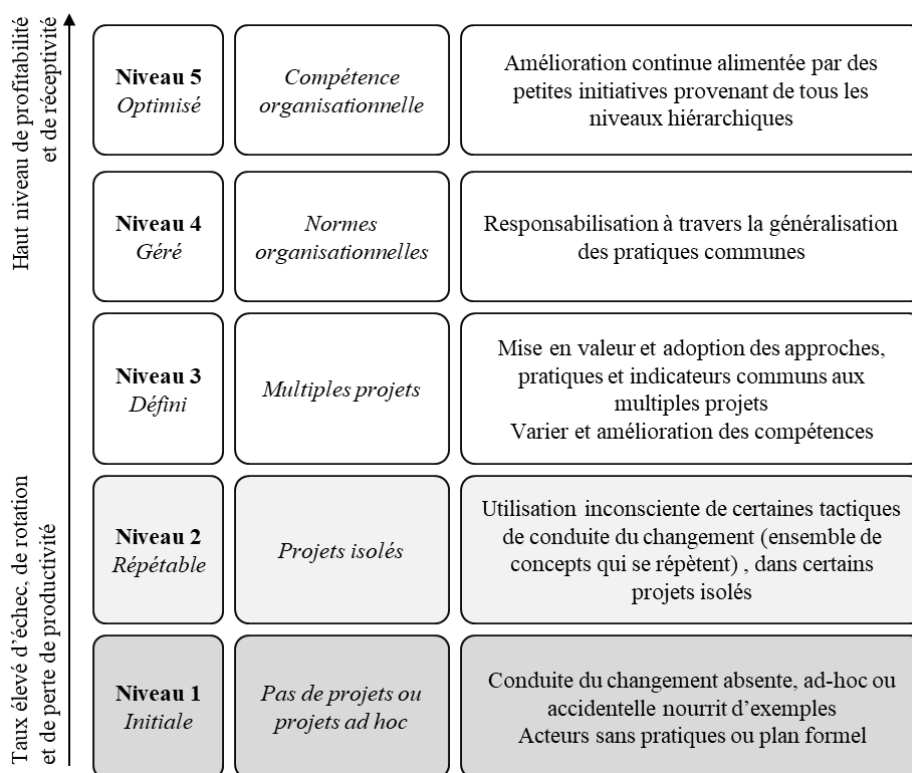 Haut niveau de profitabilité
et de réceptivité
Niveau 5
Optimisé
Compétence
organisationnelle
Amélioration continue alimentée par des
petites initiatives provenant de tous les
niveaux hiérarchiques
Niveau 4
Géré
Normes
organisationnelles
Responsabilisation à travers la généralisation
des pratiques communes
Niveau 3
Défini
Multiples projets
Mise en valeur et adoption des approches,
pratiques et indicateurs communs aux
multiples projets
Varier et amélioration des compétences
Taux élevé d'échec, de rotation
et de perte de productivité
Niveau 2
Répétable
Projets isolés
Utilisation inconsciente de certaines tactiques
de conduite du changement (ensemble de
concepts qui se répètent) , dans certains
projets isolés
Niveau 1
Initiale
Pas de projets ou
projets ad hoc
Conduite du changement absente, ad-hoc ou
accidentelle nourrit d'exemples
Acteurs sans pratiques ou plan formel